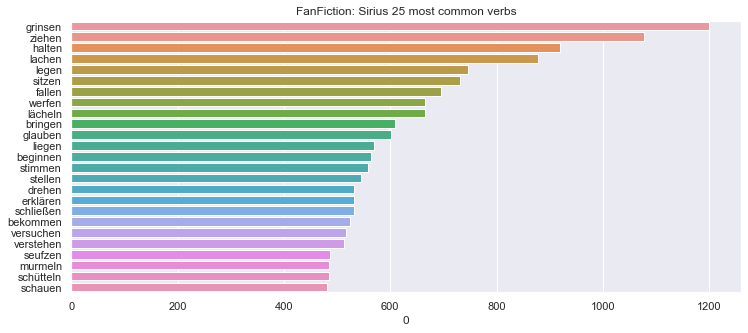 FanFiction: Sirius 25 most common verbs
grinsen
ziehen
halten
lachen
legen
sitzen
fallen
werfen
lächeln
bringen
glauben
liegen
beginnen
stimmen
stellen
drehen
erklären
schließen
bekommen
versuchen
verstehen
seufzen
murmeln
schütteln
schauen
0 200 400 600 800 1000 1200
0